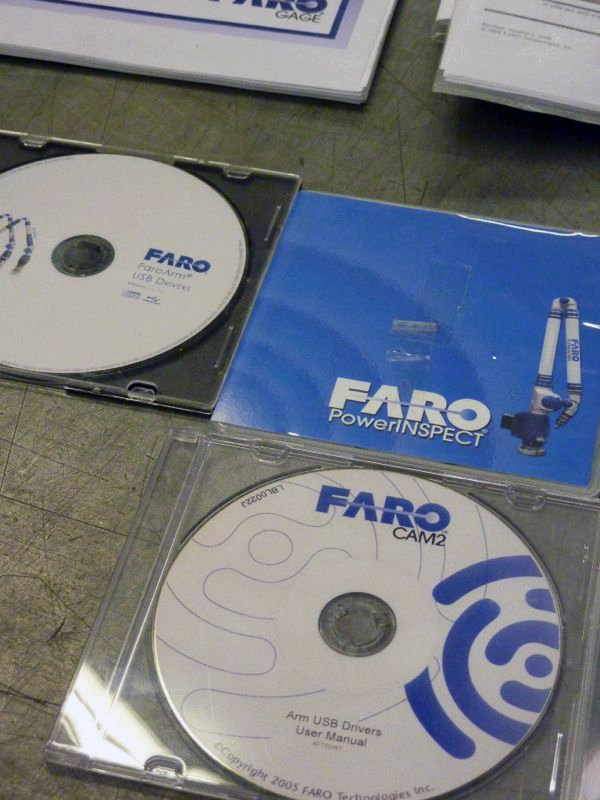 FARO
GAGE
FARO
FaroArm®
USB DRIVERS
FARO
FARO
PowerINSPECT
LBL0022J
FARO
CAM2
Arm USB Drivers
User Manual
©Copyright 2005 FARO Technologies Inc.